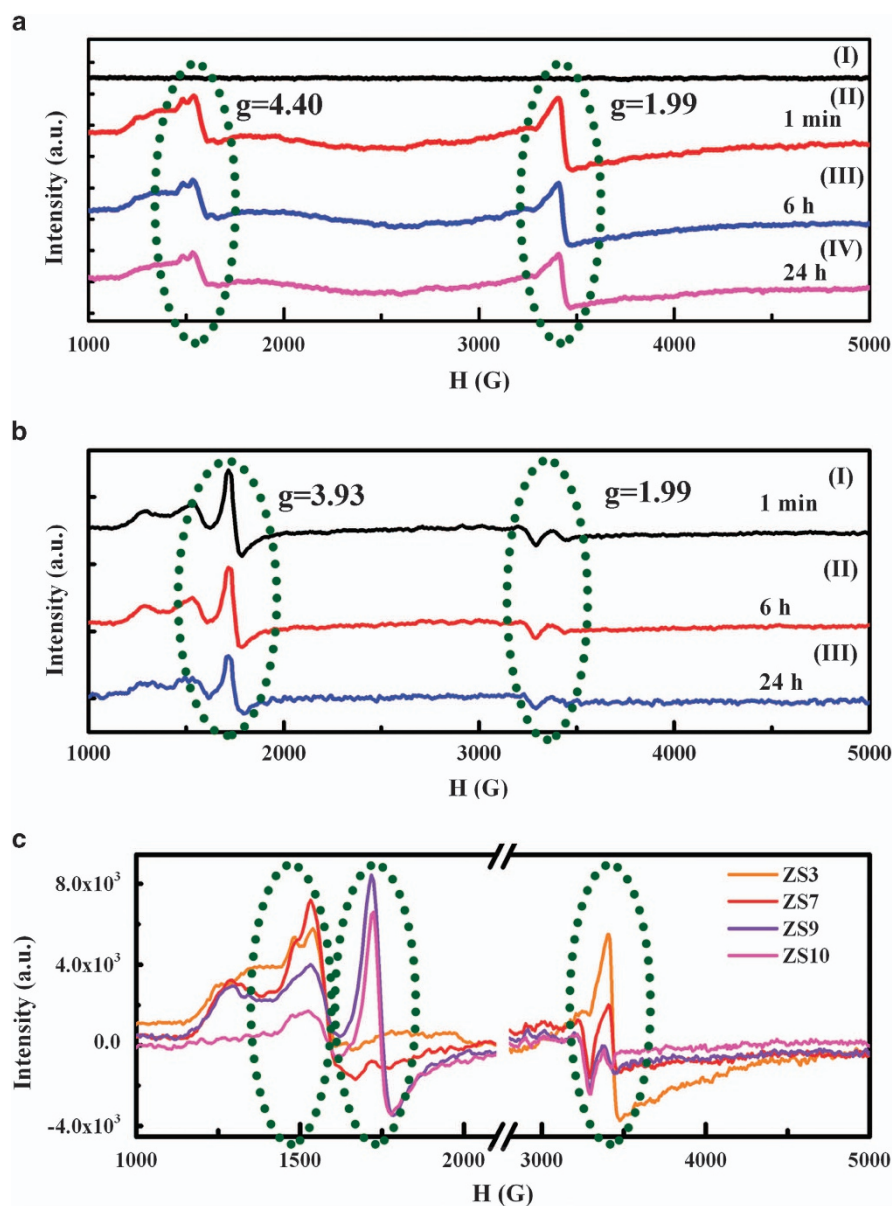 a
(I)
g=4.40 g=1.99 (II)
1 min
(III)
6 h
(IV)
24 h
Intensity (a.u.)
1000 2000 3000 4000 5000
H (G)
b
(I)
g=3.93 g=1.99
1 min
(II)
6 h
(III)
24 h
Intensity (a.u.)
1000 2000 3000 4000 5000
H (G)
c
8.0x10³
4.0x10³
0.0
-4.0x10³
Intensity (a.u.)
ZS3
ZS7
ZS9
ZS10
1000 1500 2000 3000 4000 5000
H (G)